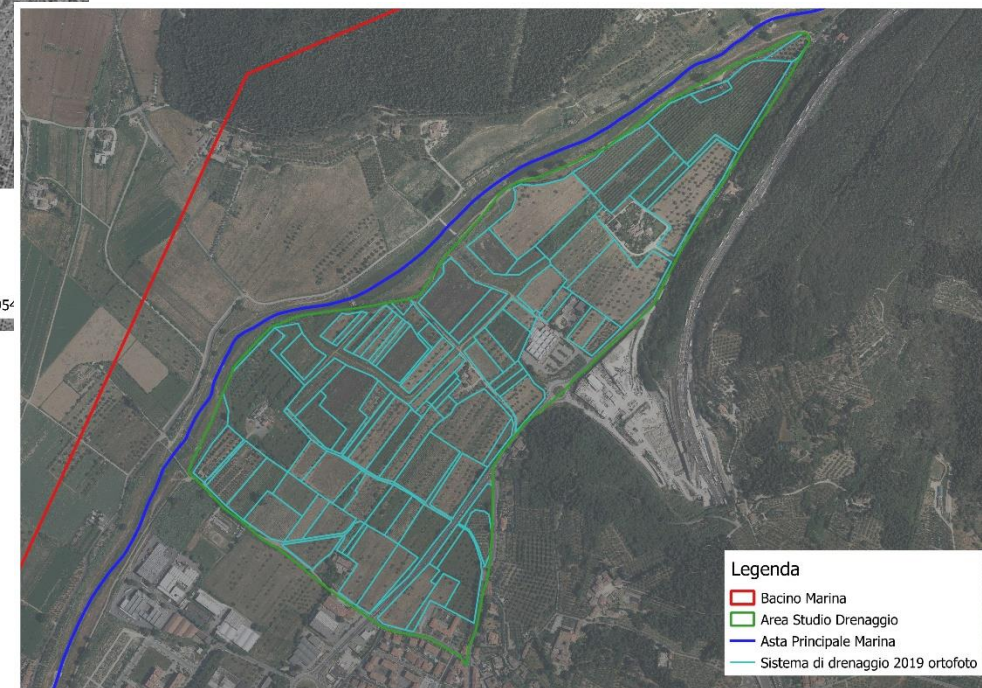 Legenda
Bacino Marina
Area Studio Drenaggio
Asta Principale Marina
Sistema di drenaggio 2019 ortofoto